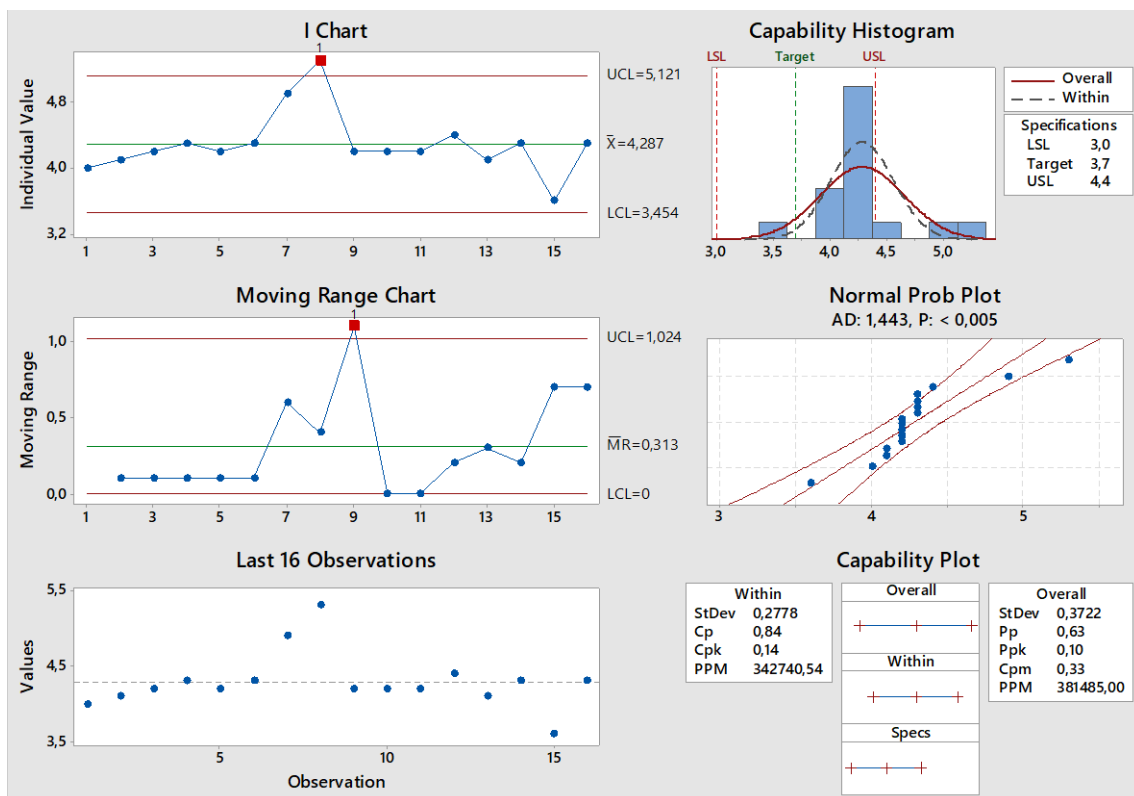 I Chart
1
UCL=5,121
X̄=4,287
LCL=3,454
Individual Value
4,8
4,0
3,2
1 3 5 7 9 11 13 15
Capability Histogram
LSL Target USL
3,0 3,5 4,0 4,5 5,0
Overall
Within
Specifications
LSL 3,0
Target 3,7
USL 4,4
Moving Range Chart
1
UCL=1,024
M̄R̄=0,313
LCL=0
Moving Range
1,0
0,5
0,0
1 3 5 7 9 11 13 15
Normal Prob Plot
AD: 1,443, P: < 0,005
3 4 5
Last 16 Observations
Values
5,5
4,5
3,5
5 10 15
Observation
Capability Plot
Within
StDev 0,2778
Cp 0,84
Cpk 0,14
PPM 342740,54
Overall
Within
Specs
Overall
StDev 0,3722
Pp 0,63
Ppk 0,10
Cpm 0,33
PPM 381485,00